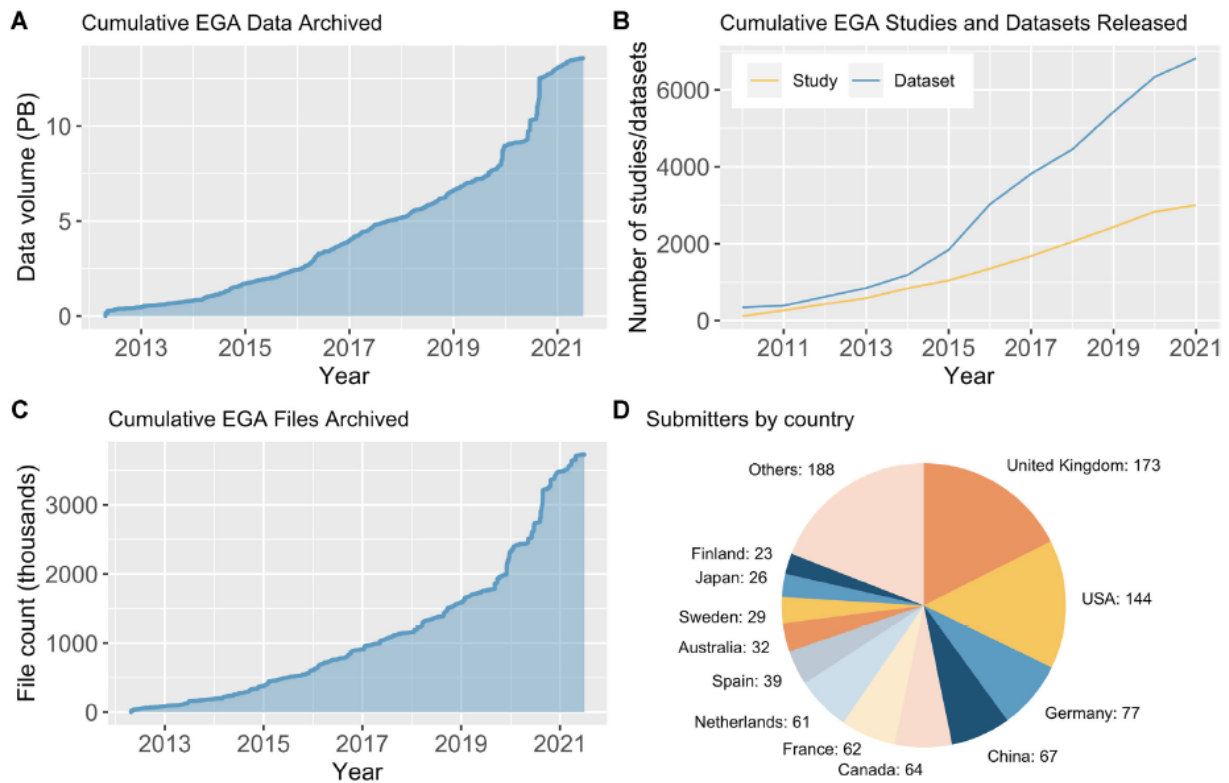 A
Cumulative EGA Data Archived
Data volume (PB)
10
5
0
2013 2015 2017 2019 2021
Year
B
Cumulative EGA Studies and Datasets Released
Study Dataset
Number of studies/datasets
6000
4000
2000
0
2011 2013 2015 2017 2019 2021
Year
C
Cumulative EGA Files Archived
File count (thousands)
3000
2000
1000
0
2013 2015 2017 2019 2021
Year
D
Submitters by country
Others: 188
United Kingdom: 173
Finland: 23
Japan: 26
USA: 144
Sweden: 29
Australia: 32
Spain: 39
Germany: 77
Netherlands: 61
France: 62
China: 67
Canada: 64